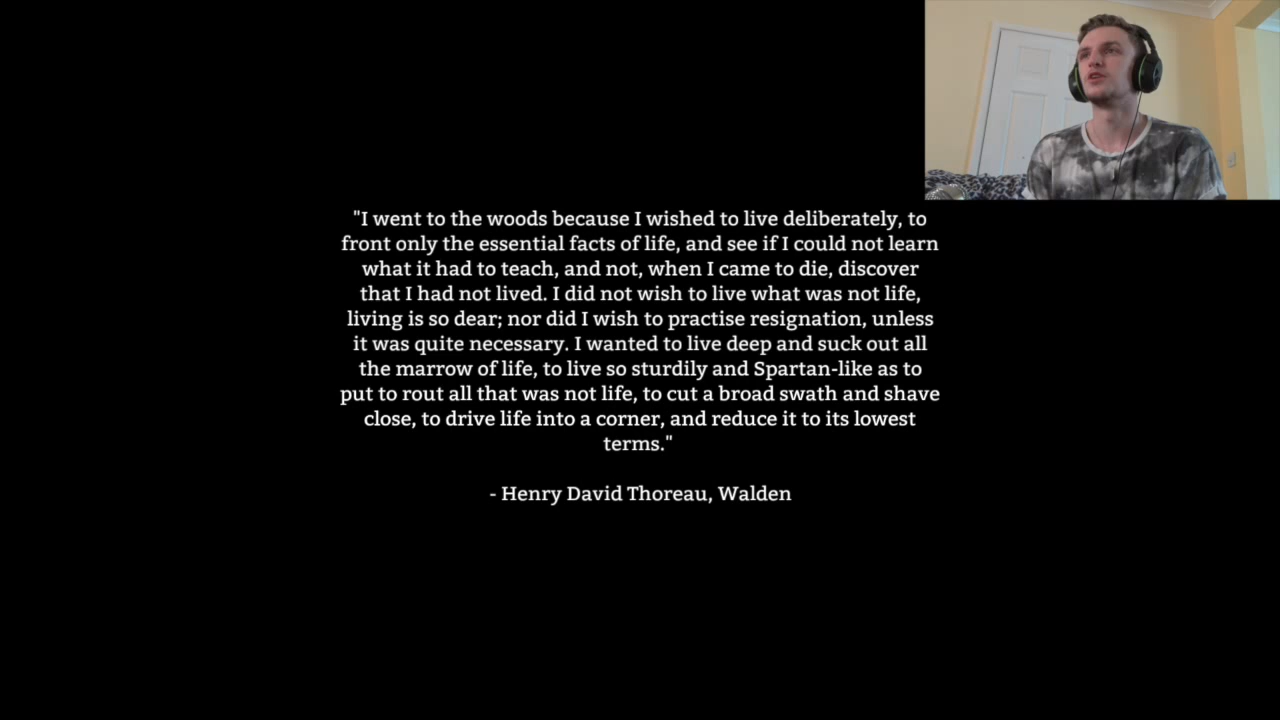 "I went to the woods because I wished to live deliberately, to
front only the essential facts of life, and see if I could not learn
what it had to teach, and not, when I came to die, discover
that I had not lived. I did not wish to live what was not life,
living is so dear; nor did I wish to practise resignation, unless
it was quite necessary. I wanted to live deep and suck out all
the marrow of life, to live so sturdily and Spartan-like as to
put to rout all that was not life, to cut a broad swath and shave
close, to drive life into a corner, and reduce it to its lowest
terms."
- Henry David Thoreau, Walden